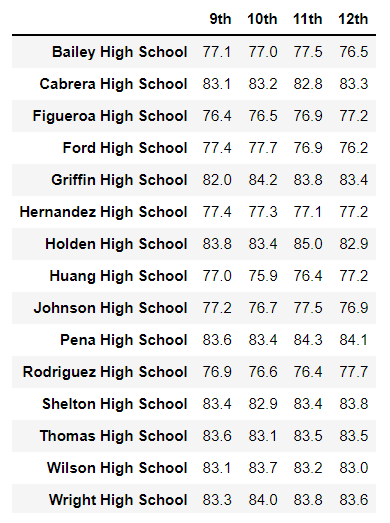 9th 10th 11th 12th
Bailey High School 77.1 77.0 77.5 76.5
Cabrera High School 83.1 83.2 82.8 83.3
Figueroa High School 76.4 76.5 76.9 77.2
Ford High School 77.4 77.7 76.9 76.2
Griffin High School 82.0 84.2 83.8 83.4
Hernandez High School 77.4 77.3 77.1 77.2
Holden High School 83.8 83.4 85.0 82.9
Huang High School 77.0 75.9 76.4 77.2
Johnson High School 77.2 76.7 77.5 76.9
Pena High School 83.6 83.4 84.3 84.1
Rodriguez High School 76.9 76.6 76.4 77.7
Shelton High School 83.4 82.9 83.4 83.8
Thomas High School 83.6 83.1 83.5 83.5
Wilson High School 83.1 83.7 83.2 83.0
Wright High School 83.3 84.0 83.8 83.6